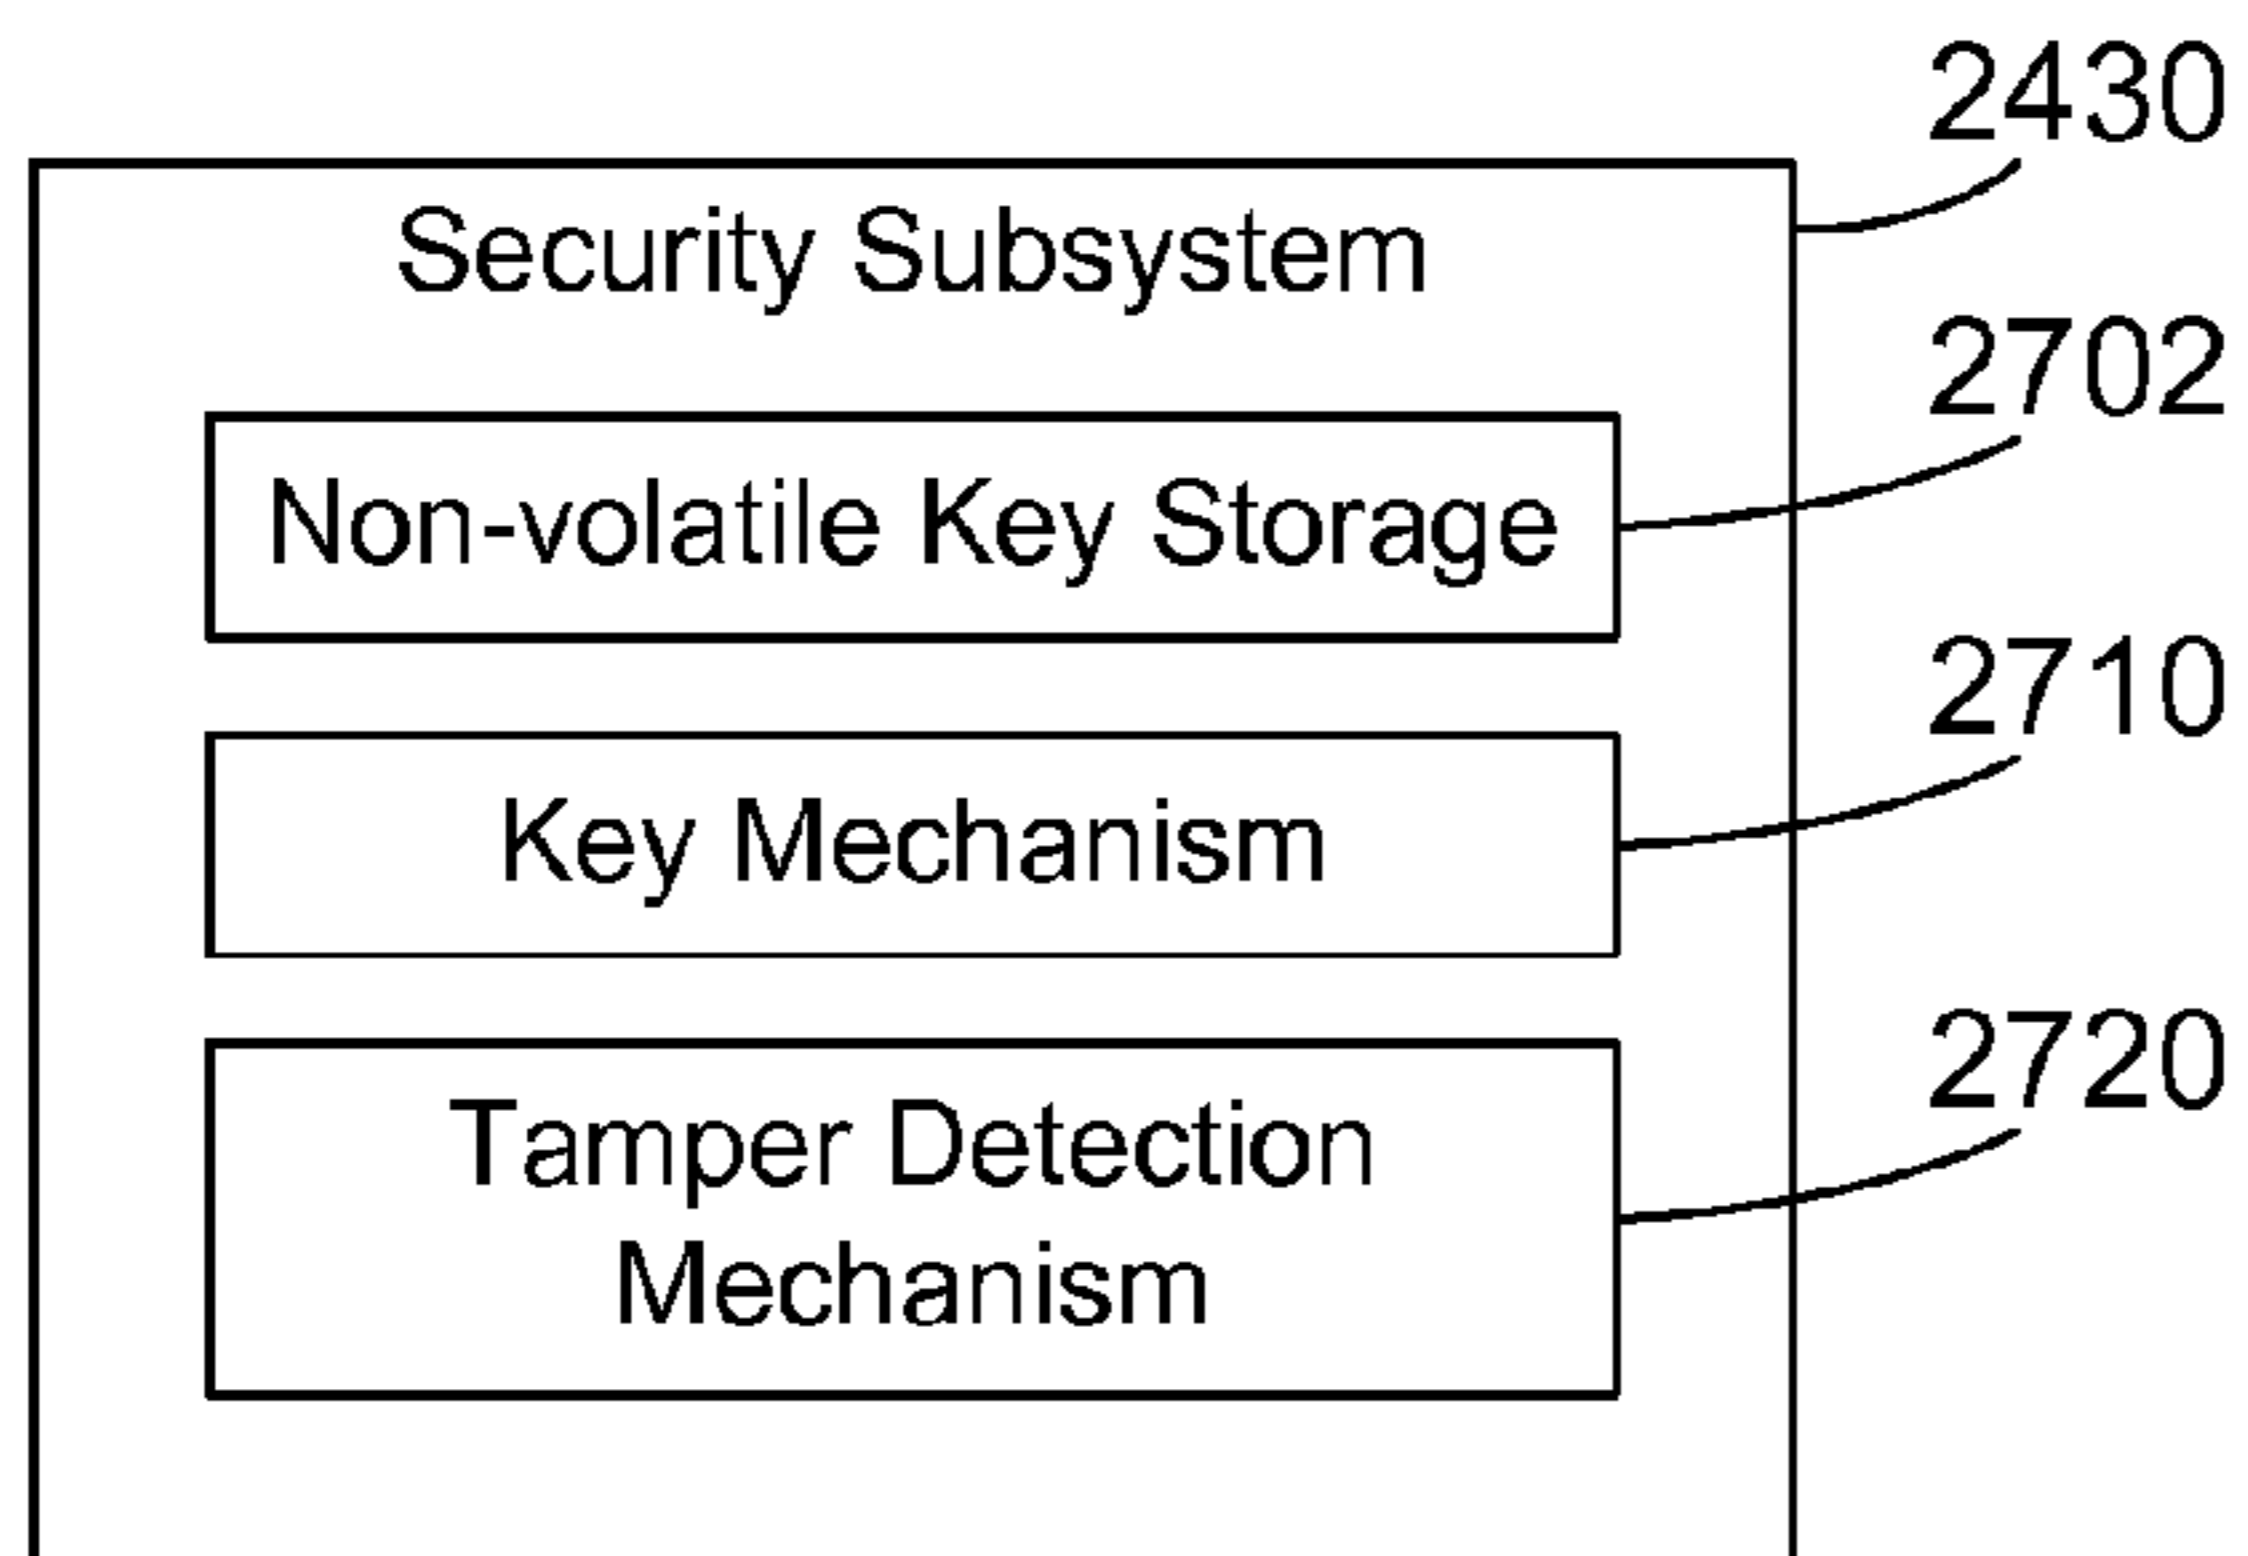 2430
Security Subsystem
2702
Non-volatile Key Storage
2710
Key Mechanism
2720
Tamper Detection
Mechanism